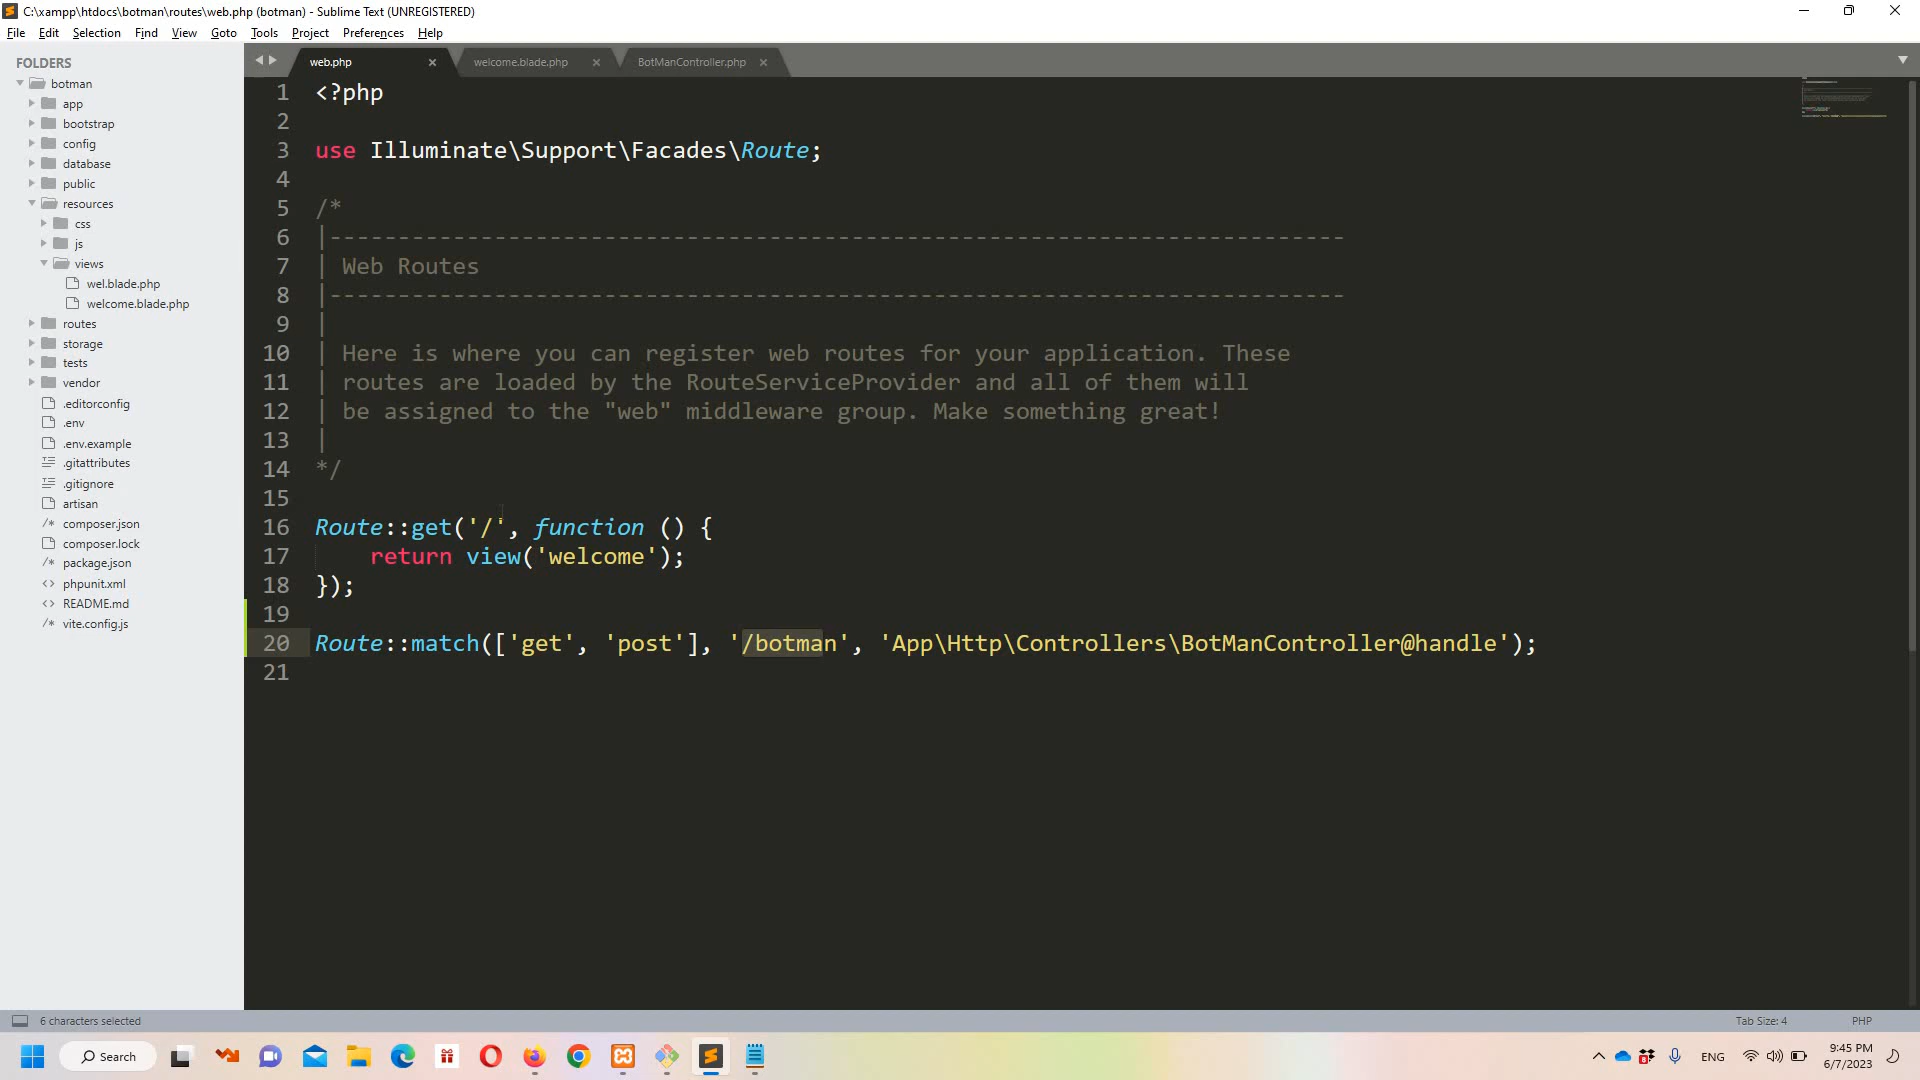 C:\xampp\htdocs\botman\routes\web.php (botman) - Sublime Text (UNREGISTERED)
File Edit Selection Find View Goto Tools Project Preferences Help
FOLDERS
botman
app
bootstrap
config
database
public
resources
css
js
views
wel.blade.php
welcome.blade.php
routes
storage
tests
vendor
.editorconfig
.env
.env.example
.gitattributes
.gitignore
artisan
composer.json
composer.lock
package.json
phpunit.xml
README.md
vite.config.js
web.php welcome.blade.php BotManController.php
1 <?php
2
3 use Illuminate\Support\Facades\Route;
4
5 /*
6 |--------------------------------------------------------------------------
7 | Web Routes
8 |--------------------------------------------------------------------------
9 |
10 | Here is where you can register web routes for your application. These
11 | routes are loaded by the RouteServiceProvider and all of them will
12 | be assigned to the "web" middleware group. Make something great!
13 |
14 */
15
16 Route::get('/', function () {
17     return view('welcome');
18 });
19
20 Route::match(['get', 'post'], '/botman', 'App\Http\Controllers\BotManController@handle');
21
6 characters selected
Tab Size: 4 PHP
Search
ENG
9:45 PM
6/7/2023